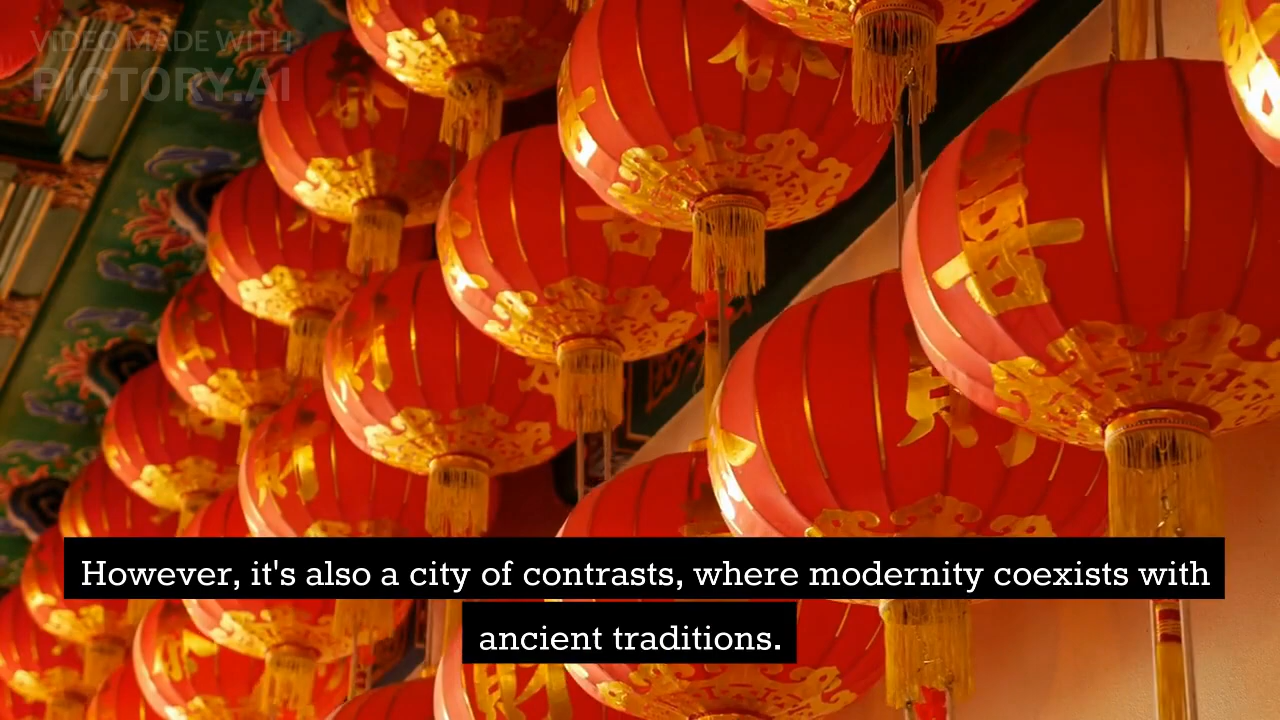 VIDEO MADE WITH
PICTORY.AI
However, it's also a city of contrasts, where modernity coexists with
ancient traditions.